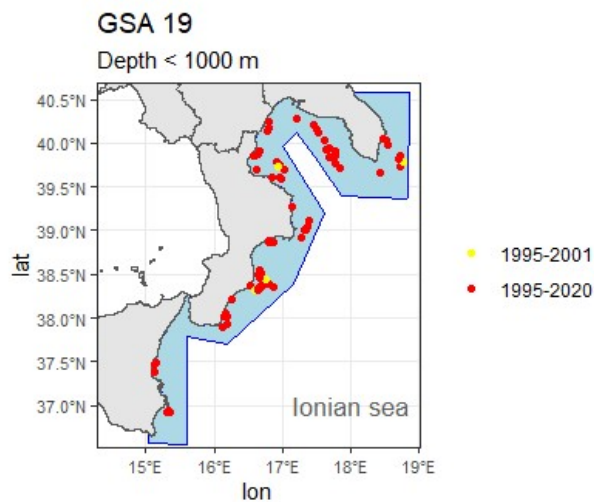 GSA 19
Depth < 1000 m
40.5°N
40.0°N
39.5°N
39.0°N
38.5°N
38.0°N
37.5°N
37.0°N
lat
Ionian sea
15°E 16°E 17°E 18°E 19°E
lon
1995-2001
1995-2020